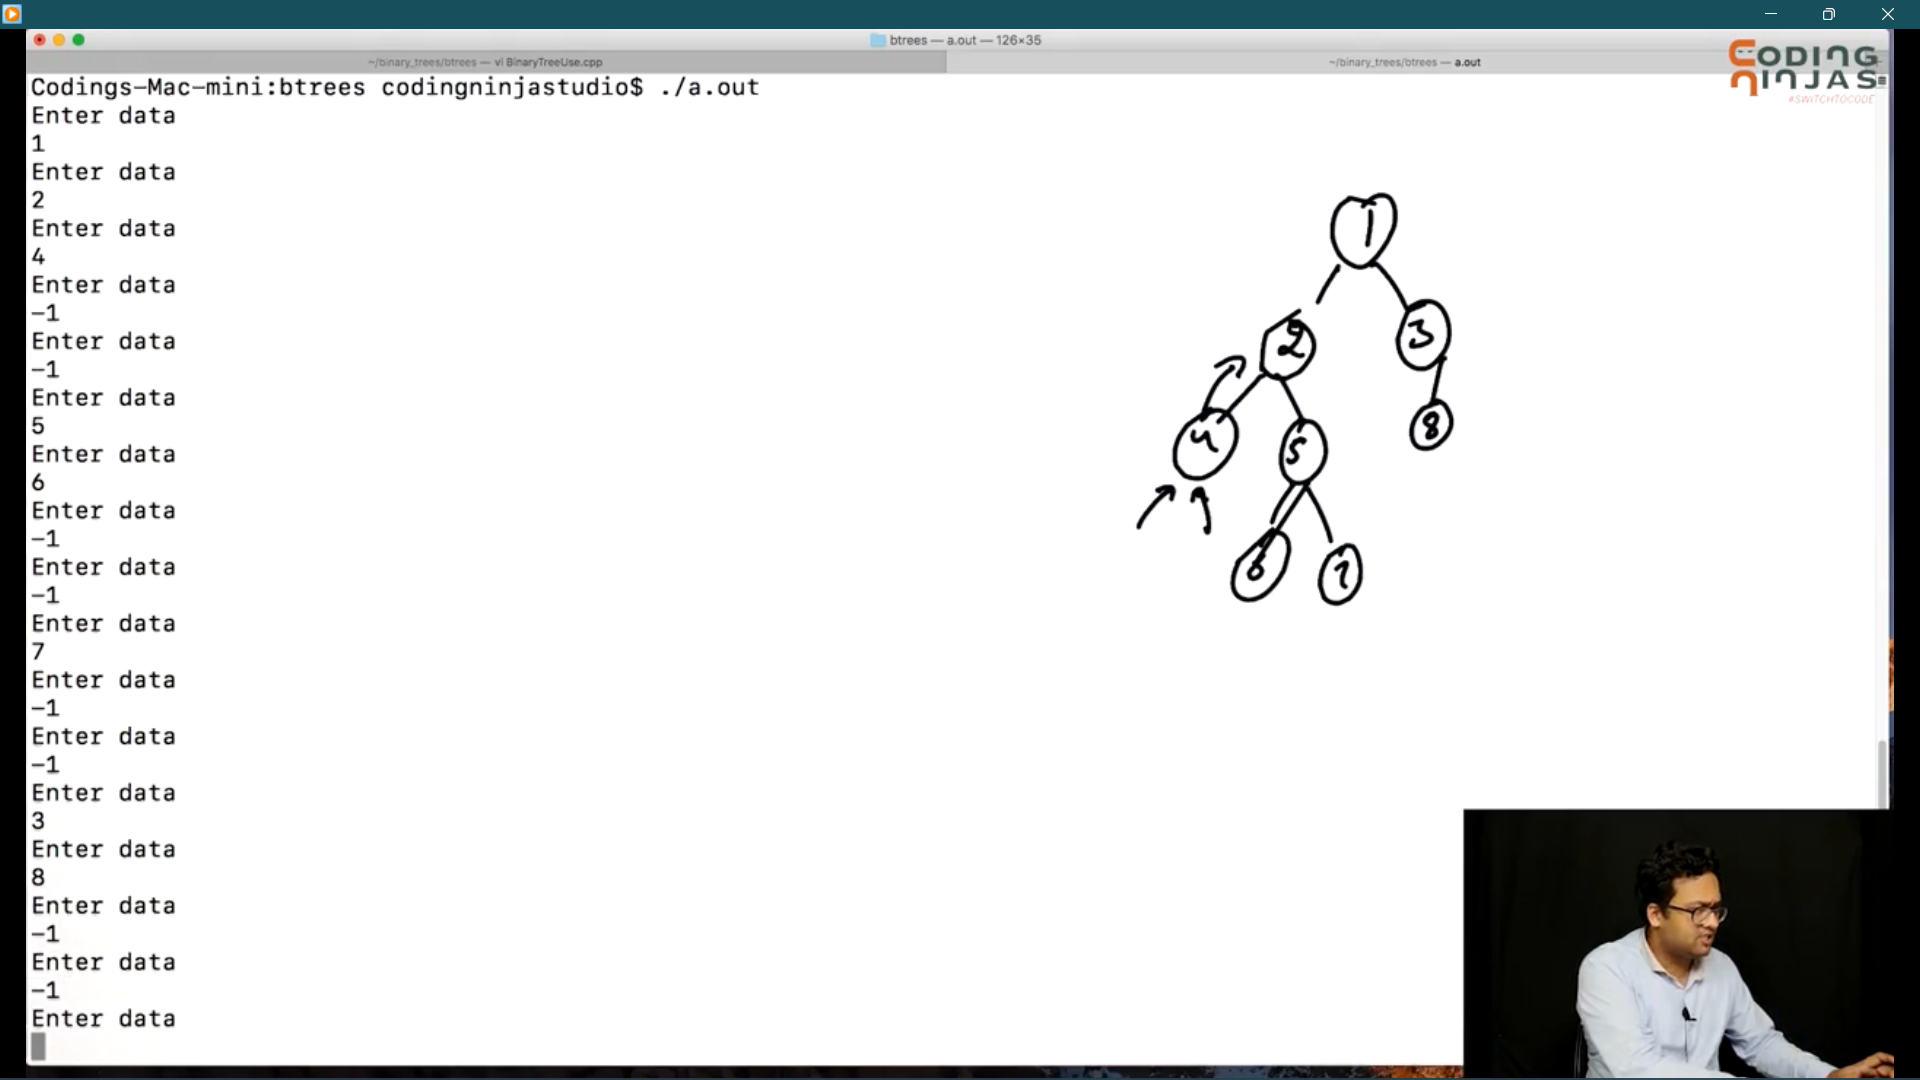 btrees — a.out — 126×35
~/binary_trees/btrees — vi BinaryTreeUse.cpp
~/binary_trees/btrees — a.out
CODING
NINJAS
#SWITCHTOCODE
Codings-Mac-mini:btrees codingninjastudio$ ./a.out
Enter data
1
Enter data
2
Enter data
4
Enter data
-1
Enter data
-1
Enter data
5
Enter data
6
Enter data
-1
Enter data
-1
Enter data
7
Enter data
-1
Enter data
-1
Enter data
3
Enter data
8
Enter data
-1
Enter data
-1
Enter data
1
2
3
4
5
8
6
7